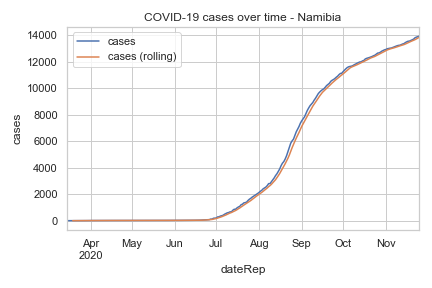 COVID-19 cases over time - Namibia
cases
cases (rolling)
14000
12000
10000
8000
6000
4000
2000
0
cases
Apr
2020
May
Jun
Jul
Aug
Sep
Oct
Nov
dateRep